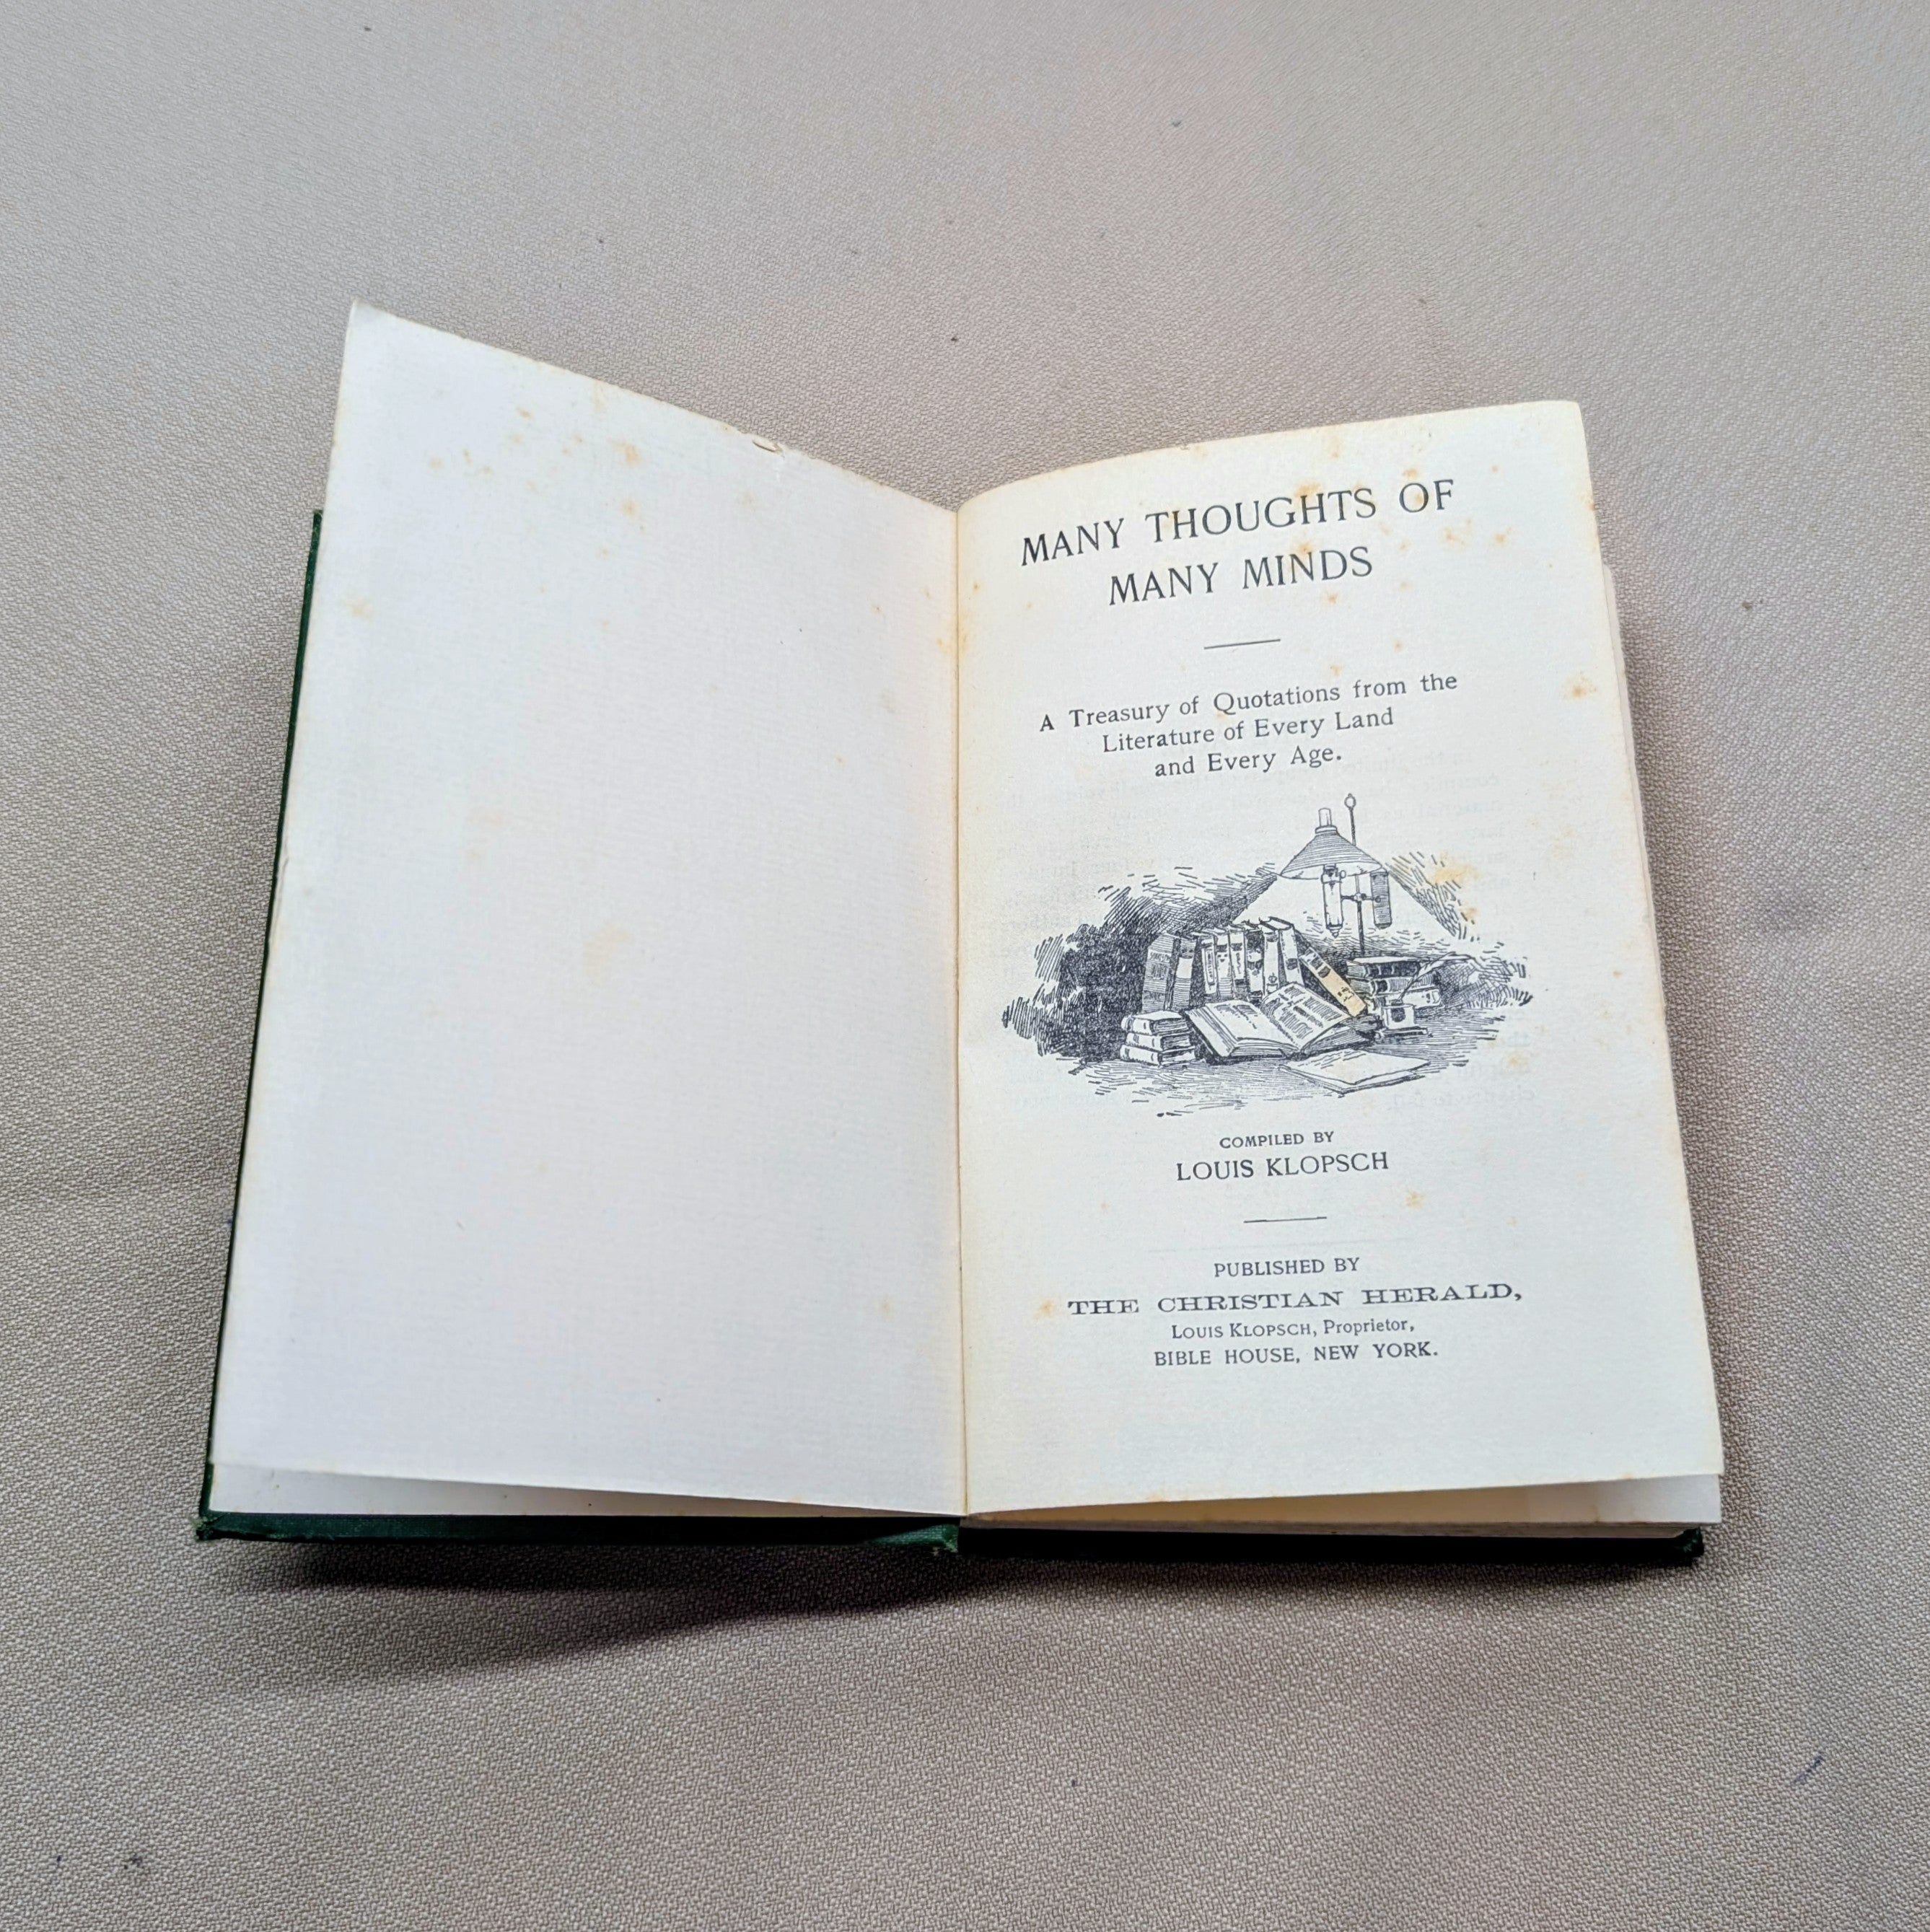 MANY THOUGHTS OF
MANY MINDS
A Treasury of Quotations from the
Literature of Every Land
and Every Age.
COMPILED BY
LOUIS KLOPSCH
PUBLISHED BY
THE CHRISTIAN HERALD,
LOUIS KLOPSCH, Proprietor,
BIBLE HOUSE, NEW YORK.